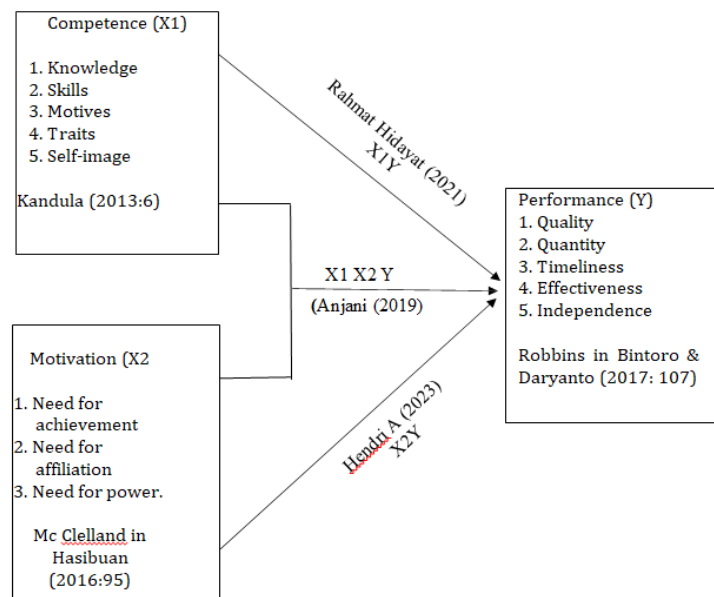 Competence (X1)
1. Knowledge
2. Skills
3. Motives
4. Traits
5. Self-image
Kandula (2013:6)
Rahmat Hidayat (2021)
X1Y
X1 X2 Y
(Anjani (2019)
Hendri A (2023)
X2Y
Motivation (X2
1. Need for
achievement
2. Need for
affiliation
3. Need for power.
Mc Clelland in
Hasibuan
(2016:95)
Performance (Y)
1. Quality
2. Quantity
3. Timeliness
4. Effectiveness
5. Independence
Robbins in Bintoro &
Daryanto (2017: 107)